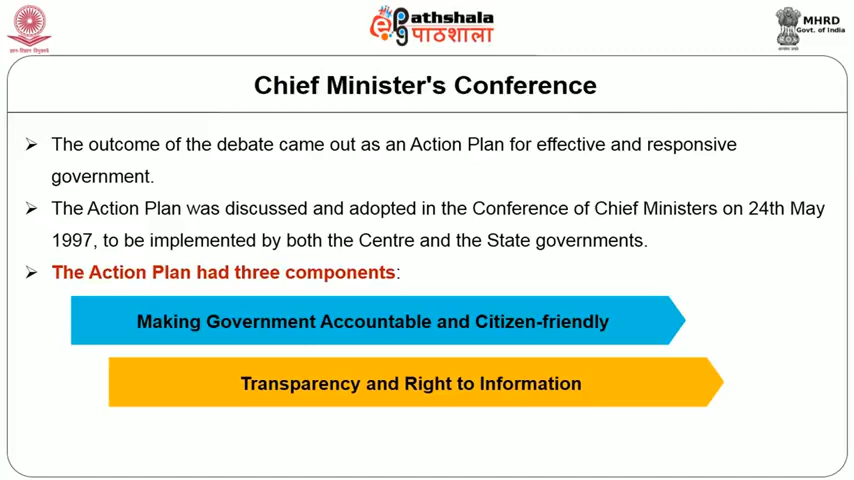 ePathshala
पाठशाला
MHRD
Govt. of India
Chief Minister's Conference
➢ The outcome of the debate came out as an Action Plan for effective and responsive
government.
➢ The Action Plan was discussed and adopted in the Conference of Chief Ministers on 24th May
1997, to be implemented by both the Centre and the State governments.
➢ The Action Plan had three components:
Making Government Accountable and Citizen-friendly
Transparency and Right to Information